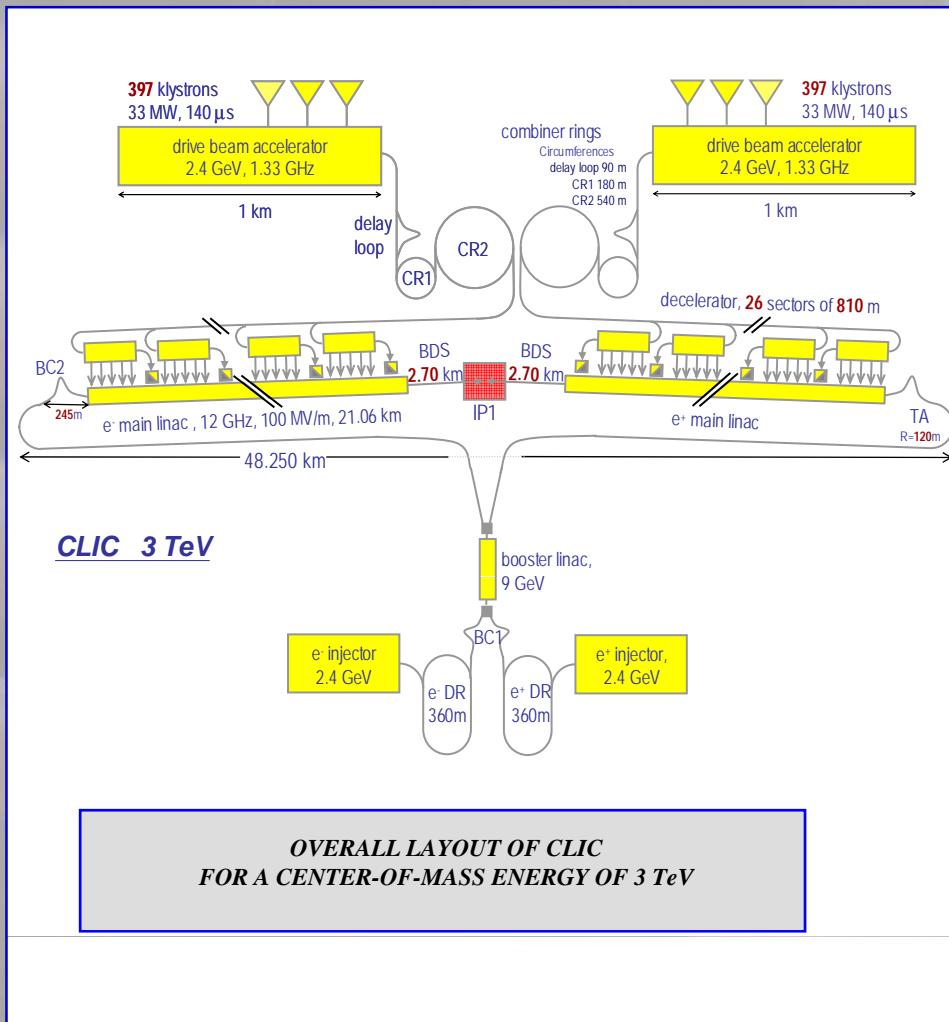 397 klystrons
33 MW, 140 μs
drive beam accelerator
2.4 GeV, 1.33 GHz
1 km
delay
loop
CR1
CR2
combiner rings
Circumferences
delay loop 90 m
CR1 180 m
CR2 540 m
397 klystrons
33 MW, 140 μs
drive beam accelerator
2.4 GeV, 1.33 GHz
1 km
decelerator, 26 sectors of 810 m
BC2
245m
BDS
2.70 km
IP1
BDS
2.70 km
e- main linac , 12 GHz, 100 MV/m, 21.06 km
e+ main linac
TA
R=120m
48.250 km
CLIC 3 TeV
booster linac,
9 GeV
BC1
e- injector
2.4 GeV
e- DR
360m
e+ DR
360m
e+ injector,
2.4 GeV
OVERALL LAYOUT OF CLIC
FOR A CENTER-OF-MASS ENERGY OF 3 TeV